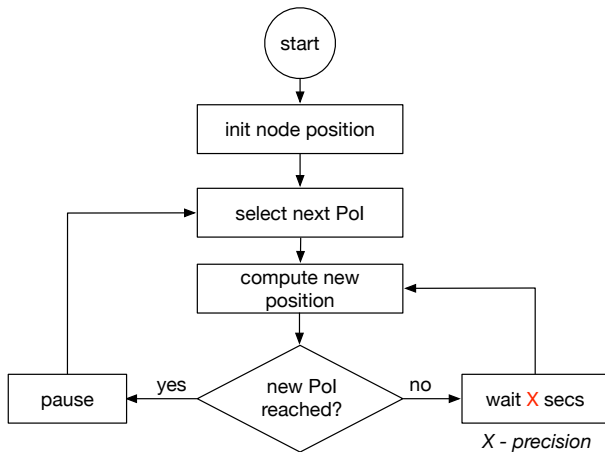 start
init node position
select next PoI
compute new
position
new PoI
reached?
yes
no
pause
wait X secs
X - precision